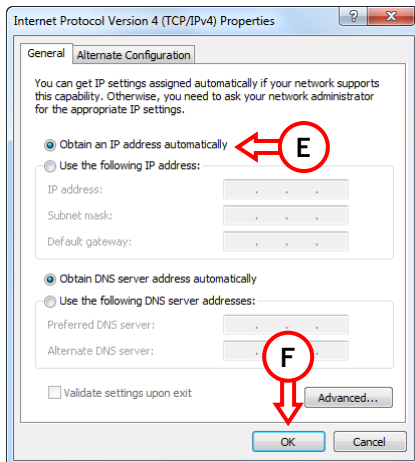 Internet Protocol Version 4 (TCP/IPv4) Properties
General Alternate Configuration
You can get IP settings assigned automatically if your network supports
this capability. Otherwise, you need to ask your network administrator
for the appropriate IP settings.
Obtain an IP address automatically E
Use the following IP address:
IP address: . . .
Subnet mask: . . .
Default gateway: . . .
Obtain DNS server address automatically
Use the following DNS server addresses:
Preferred DNS server: . . .
Alternate DNS server: . . .
F
Validate settings upon exit Advanced...
OK Cancel